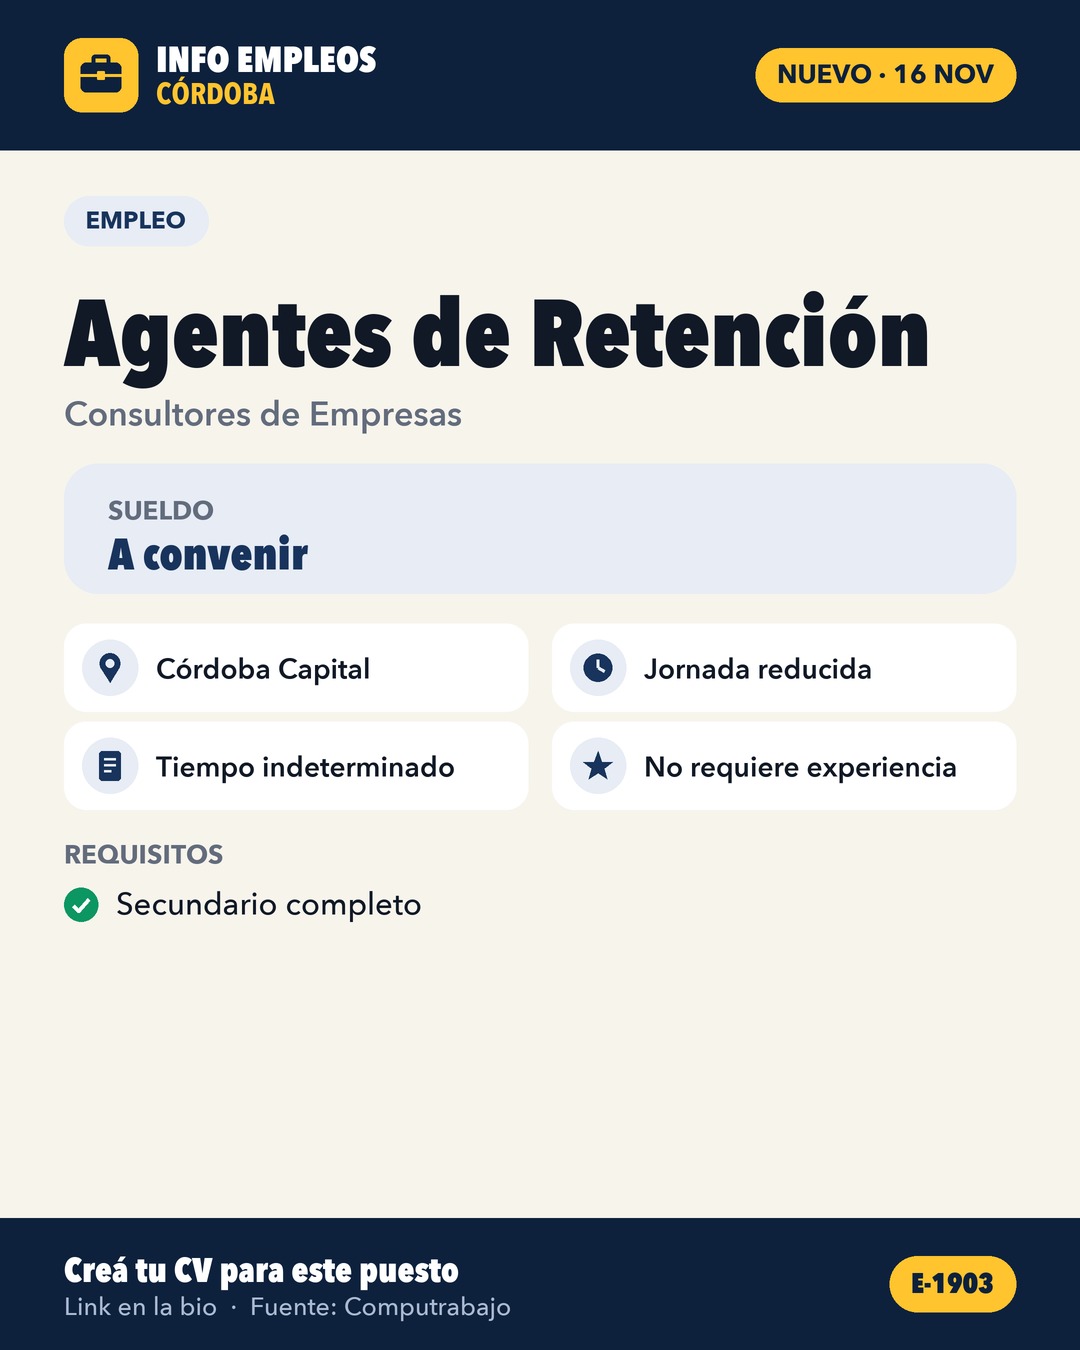 INFO EMPLEOS
CÓRDOBA
NUEVO · 16 NOV
EMPLEO
Agentes de Retención
Consultores de Empresas
SUELDO
A convenir
Córdoba Capital
Jornada reducida
Tiempo indeterminado
No requiere experiencia
REQUISITOS
Secundario completo
Creá tu CV para este puesto
Link en la bio · Fuente: Computrabajo
E-1903